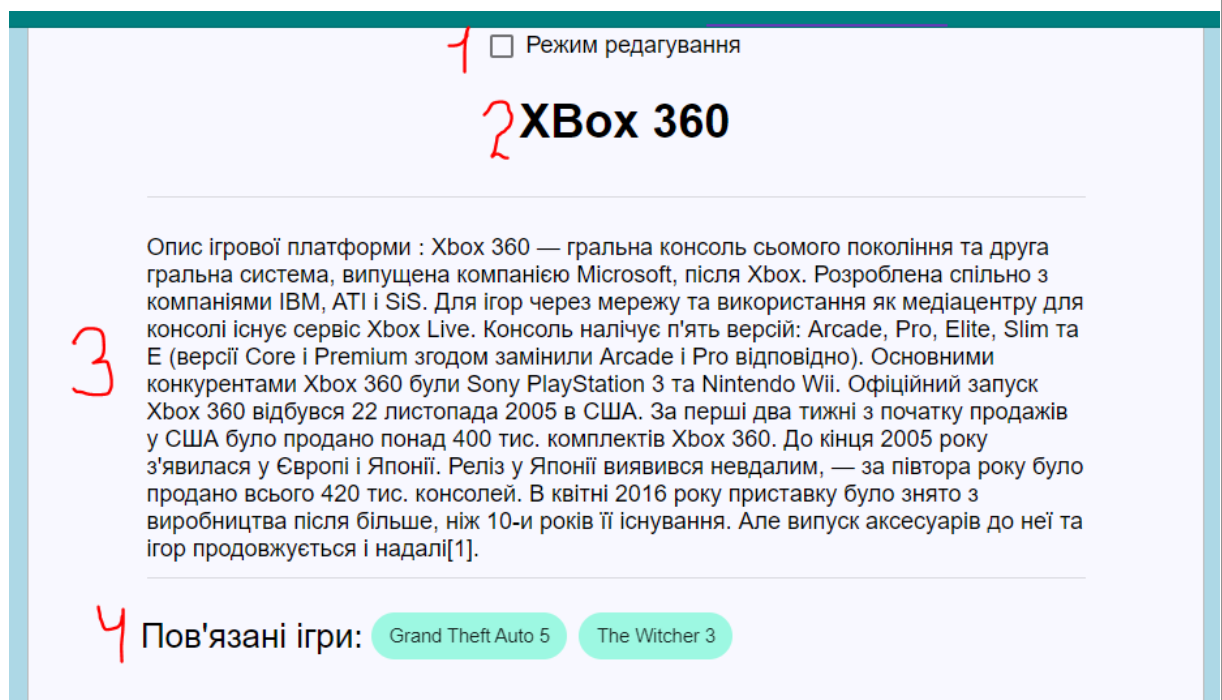 1 Режим редагування
2 XBox 360
Опис ігрової платформи : Xbox 360 — гральна консоль сьомого покоління та друга
гральна система, випущена компанією Microsoft, після Xbox. Розроблена спільно з
компаніями IBM, ATI і SiS. Для ігор через мережу та використання як медіацентру для
3 консолі існує сервіс Xbox Live. Консоль налічує п'ять версій: Arcade, Pro, Elite, Slim та
E (версії Core і Premium згодом замінили Arcade і Pro відповідно). Основними
конкурентами Xbox 360 були Sony PlayStation 3 та Nintendo Wii. Офіційний запуск
Xbox 360 відбувся 22 листопада 2005 в США. За перші два тижні з початку продажів
у США було продано понад 400 тис. комплектів Xbox 360. До кінця 2005 року
з'явилася у Європі і Японії. Реліз у Японії виявився невдалим, — за півтора року було
продано всього 420 тис. консолей. В квітні 2016 року приставку було знято з
виробництва після більше, ніж 10-и років її існування. Але випуск аксесуарів до неї та
ігор продовжується і надалі[1].
4 Пов'язані ігри: Grand Theft Auto 5 The Witcher 3